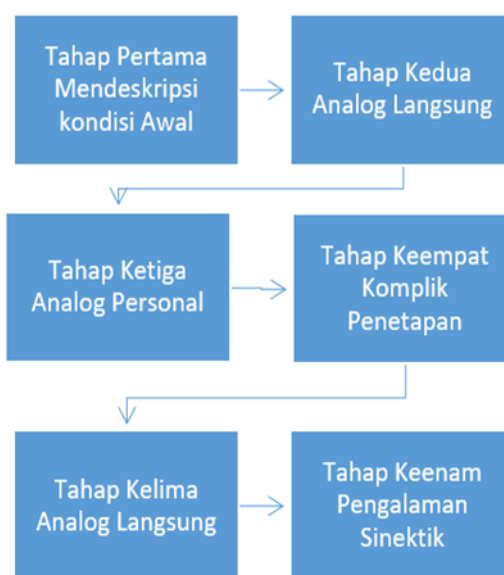 Tahap Pertama
Mendeskripsi
kondisi Awal
Tahap Kedua
Analog Langsung
Tahap Ketiga
Analog Personal
Tahap Keempat
Komplik
Penetapan
Tahap Kelima
Analog Langsung
Tahap Keenam
Pengalaman
Sinektik